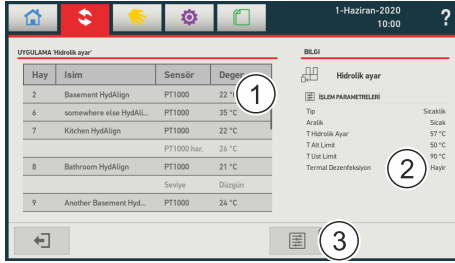 1-Haziran-2020
10:00
?
UYGULAMA 'Hidrolik ayar'
Hay Isim Sensör Deger
2 Basement HydAlign PT1000 22 °C
6 somewhere else HydAli... PT1000 35 °C
7 Kitchen HydAlign PT1000 22 °C
PT1000 har. 26 °C
8 Bathroom HydAlign PT1000 21 °C
Seviye Düzgün
9 Another Basement Hyd... PT1000 24 °C
1
BILGI
Hidrolik ayar
İŞLEM PARAMETRELERİ
Tip Sicaklik
Aralik Sicak
T Hidrolik Ayar 57 °C
T Alt Limit 50 °C
T Ust Limit 90 °C
Termal Dezenfeksiyon Hayir
2
3